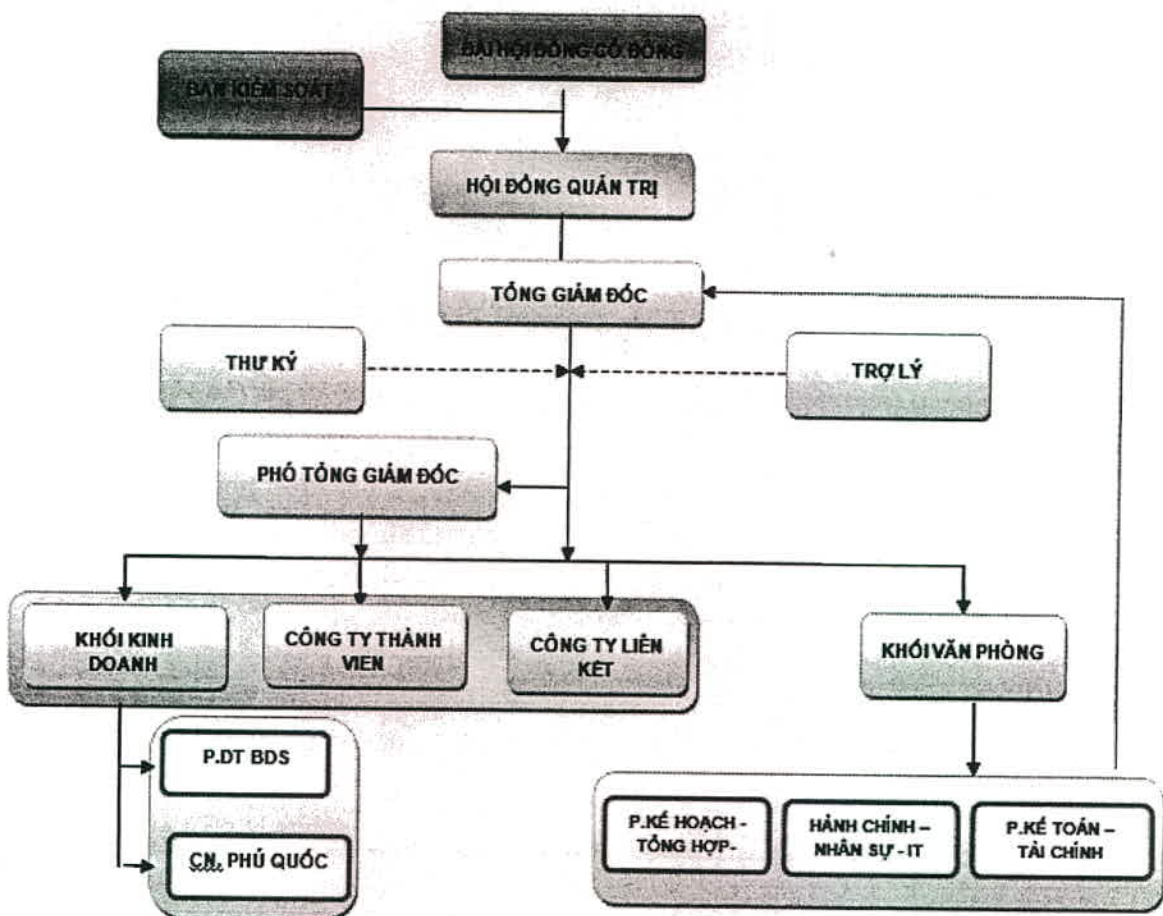 ĐẠI HỘI ĐỒNG CỔ ĐÔNG
BAN KIỂM SOÁT
HỘI ĐỒNG QUẢN TRỊ
TỔNG GIÁM ĐỐC
THƯ KÝ
TRỢ LÝ
PHÓ TỔNG GIÁM ĐỐC
KHỐI KINH
DOANH
CÔNG TY THÀNH
VIEN
CÔNG TY LIÊN
KẾT
KHỐI VĂN PHÒNG
P.DT BDS
CN. PHÚ QUỐC
P.KẾ HOẠCH -
TỔNG HỢP-
HÀNH CHÍNH –
NHÂN SỰ - IT
P.KẾ TOÁN –
TÀI CHÍNH